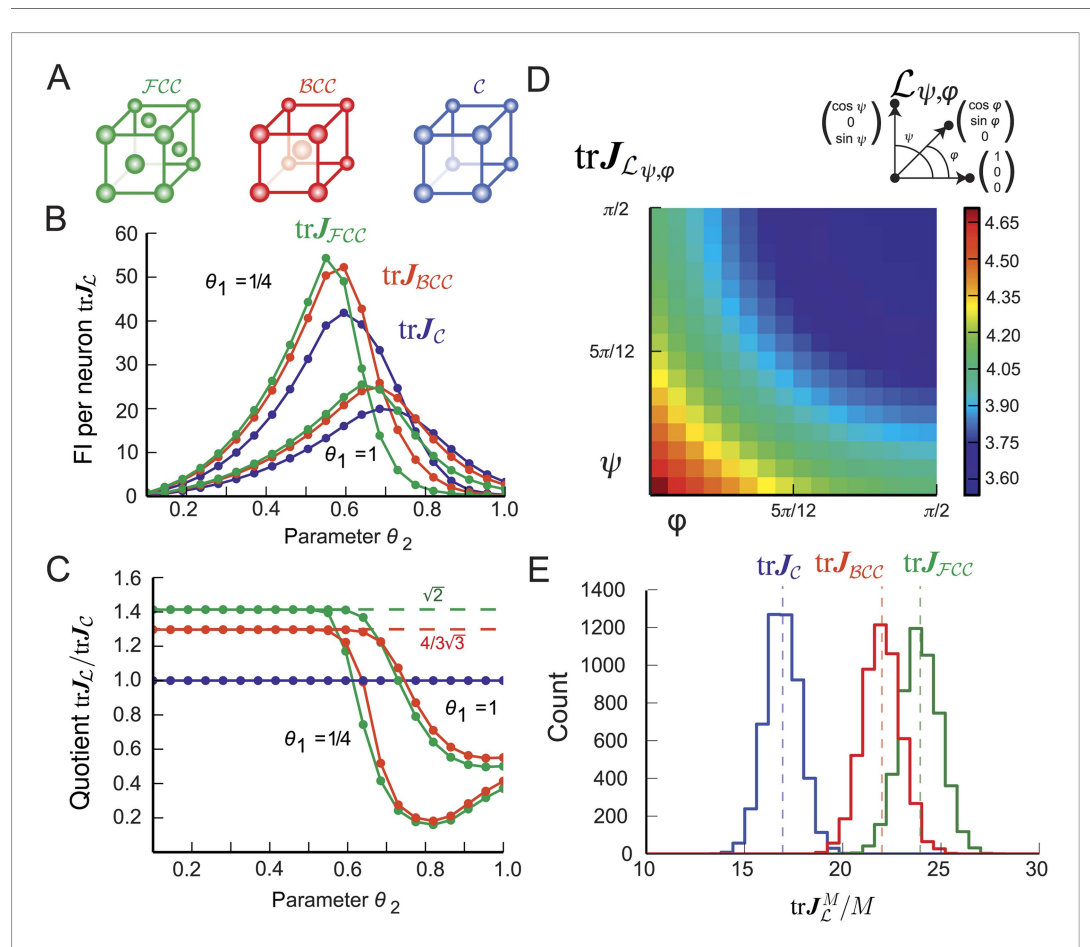 A
FCC
BCC
C
B
trJ_FCC
θ1 = 1/4
trJ_BCC
trJ_C
θ1 = 1
FI per neuron trJ_L
60
50
40
30
20
10
0
0.2
0.4
0.6
0.8
1.0
Parameter θ2
C
1.6
1.4
1.2
1.0
0.8
0.6
0.4
0.2
√2
4/3√3
θ1 = 1
θ1 = 1/4
Quotient trJ_L/trJ_C
0.2
0.4
0.6
0.8
1.0
Parameter θ2
D
L_ψ,φ
(cos ψ
0
sin ψ)
(cos φ
sin φ
0)
(1
0
0)
ψ
φ
trJ_L_ψ,φ
π/2
5π/12
ψ
φ
5π/12
π/2
4.65
4.50
4.35
4.20
4.05
3.90
3.75
3.60
E
trJ_C
trJ_BCC
trJ_FCC
Count
1400
1200
1000
800
600
400
200
0
10
15
20
25
30
trJ^M_L/M